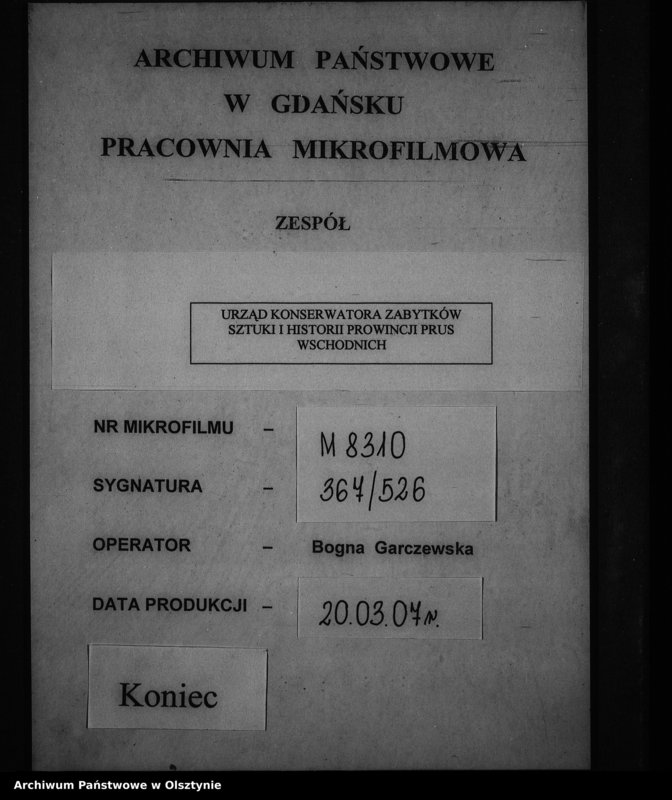 ARCHIWUM PAŃSTWOWE
W GDAŃSKU
PRACOWNIA MIKROFILMOWA
ZESPÓŁ
URZĄD KONSERWATORA ZABYTKÓW
SZTUKI I HISTORII PROWINCJI PRUS
WSCHODNICH
NR MIKROFILMU – M 8310
SYGNATURA – 367/526
OPERATOR – Bogna Garczewska
DATA PRODUKCJI – 20.03.07r.
Koniec
Archiwum Państwowe w Olsztynie